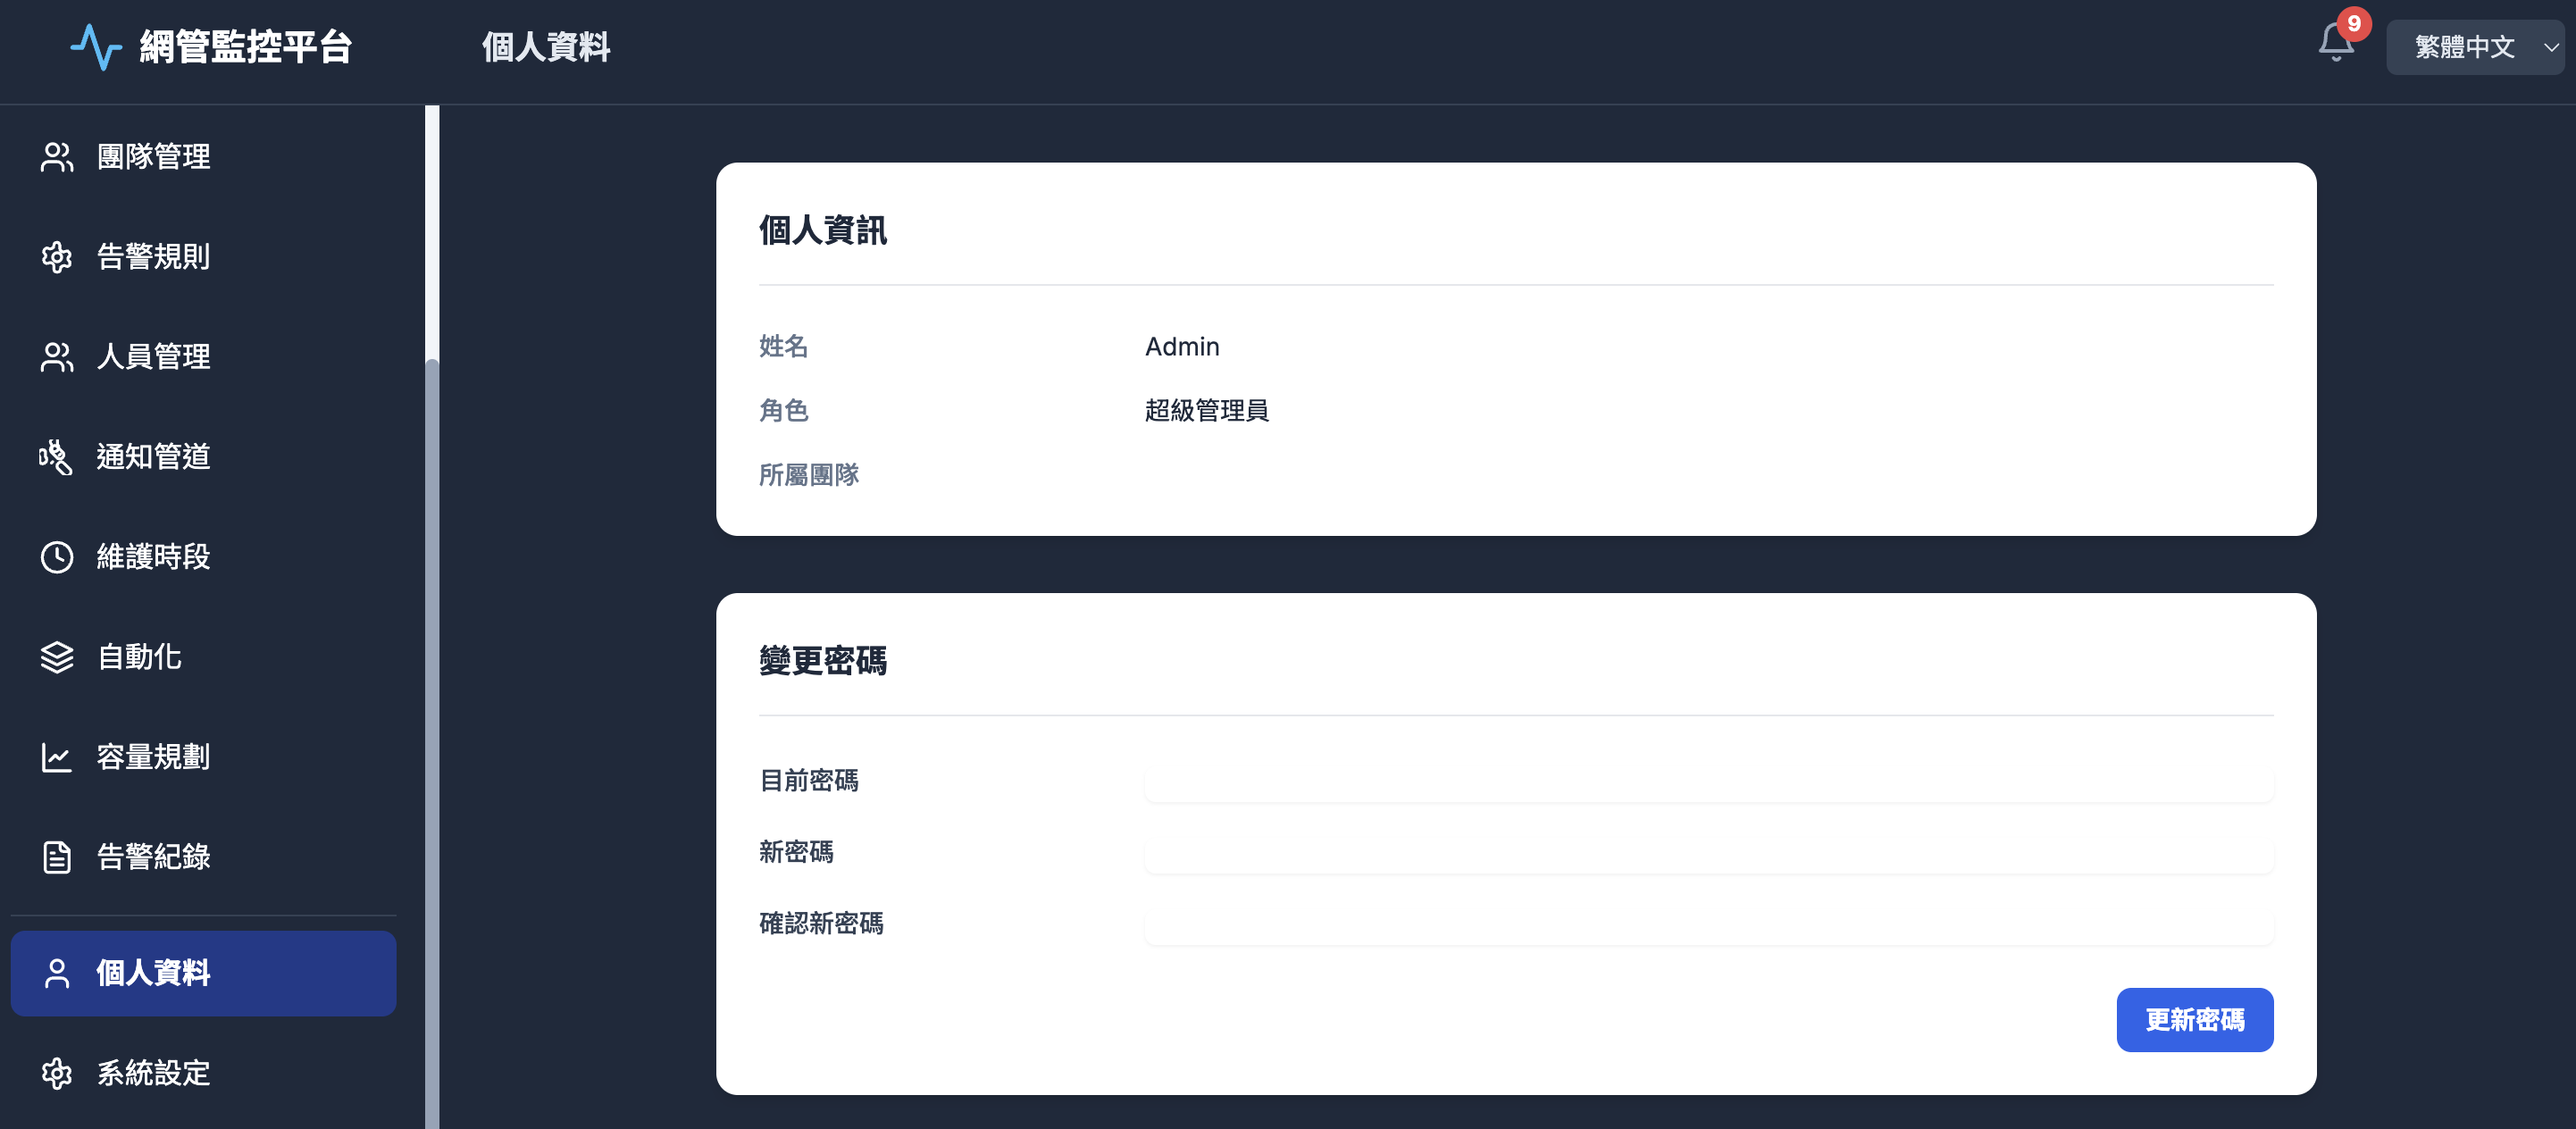 網管監控平台
個人資料
9
繁體中文
團隊管理
告警規則
人員管理
通知管道
維護時段
自動化
容量規劃
告警紀錄
個人資料
系統設定
個人資訊
姓名 Admin
角色 超級管理員
所屬團隊
變更密碼
目前密碼
新密碼
確認新密碼
更新密碼